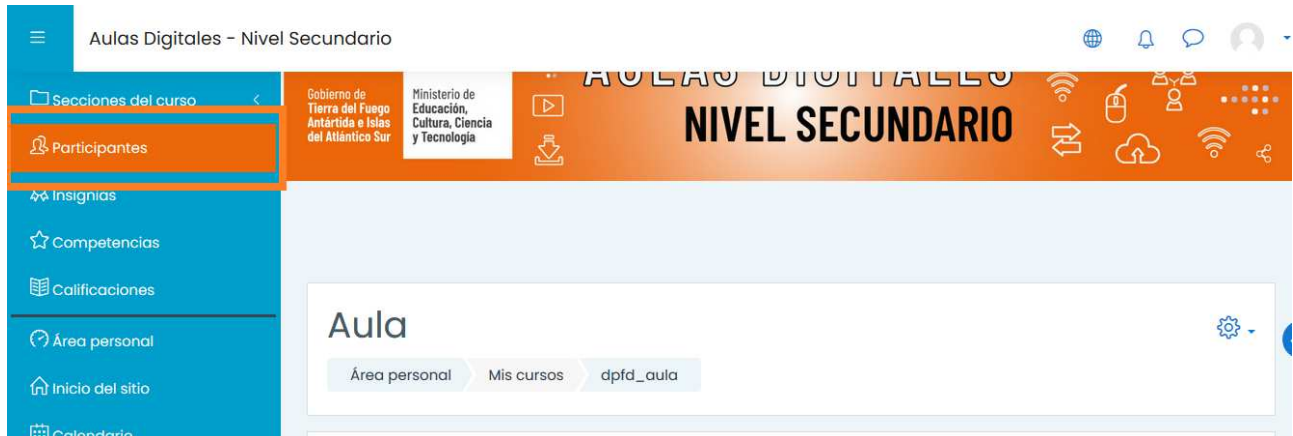 Aulas Digitales - Nivel Secundario
Secciones del curso
Participantes
Insignias
Competencias
Calificaciones
Área personal
Inicio del sitio
Calendario
Gobierno de
Tierra del Fuego
Antártida e Islas
del Atlántico Sur
Ministerio de
Educación,
Cultura, Ciencia
y Tecnología
AULAS DIGITALES
NIVEL SECUNDARIO
Aula
Área personal
Mis cursos
dpfd_aula